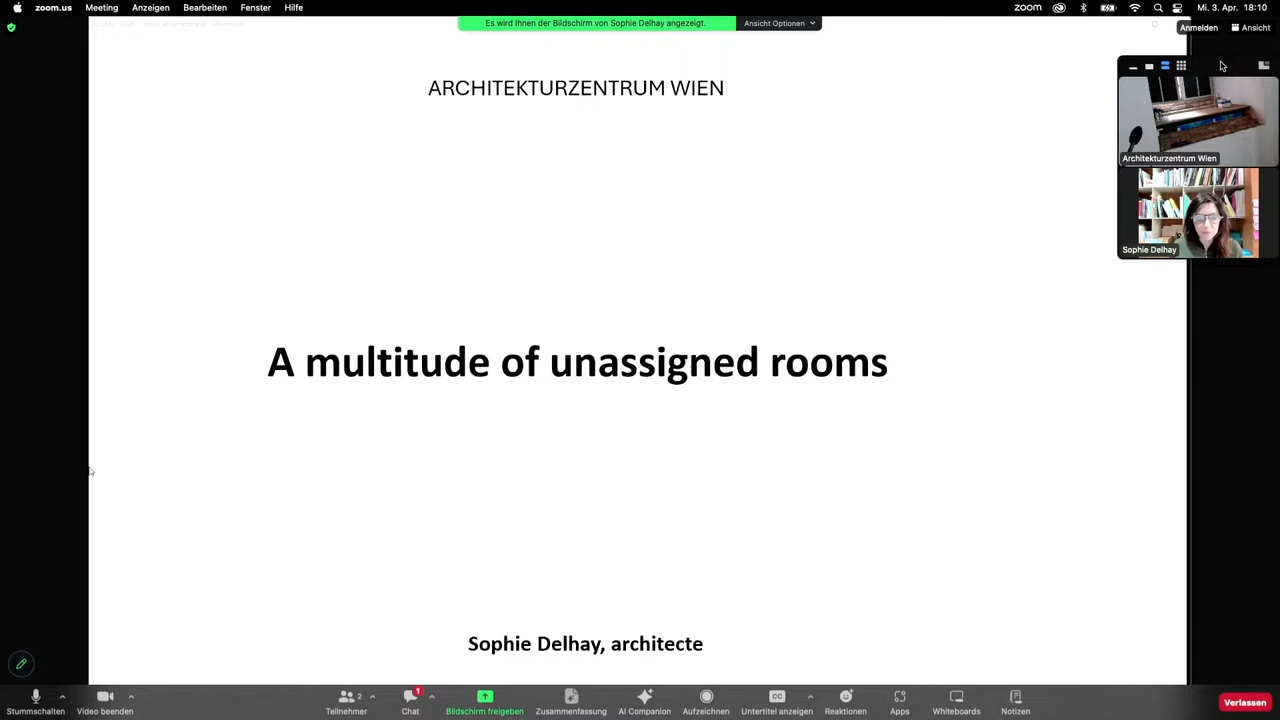 zoom.us Meeting Anzeigen Bearbeiten Fenster Hilfe zoom Mi. 3. Apr. 18:10
Es wird Ihnen der Bildschirm von Sophie Delhay angezeigt. Ansicht Optionen
Anmelden Ansicht
ARCHITEKTURZENTRUM WIEN
Architekturzentrum Wien
Sophie Delhay
A multitude of unassigned rooms
Sophie Delhay, architecte
2 1 CC
Stummschalten Video beenden Teilnehmer Chat Bildschirm freigeben Zusammenfassung AI Companion Aufzeichnen Untertitel anzeigen Reaktionen Apps Whiteboards Notizen Verlassen